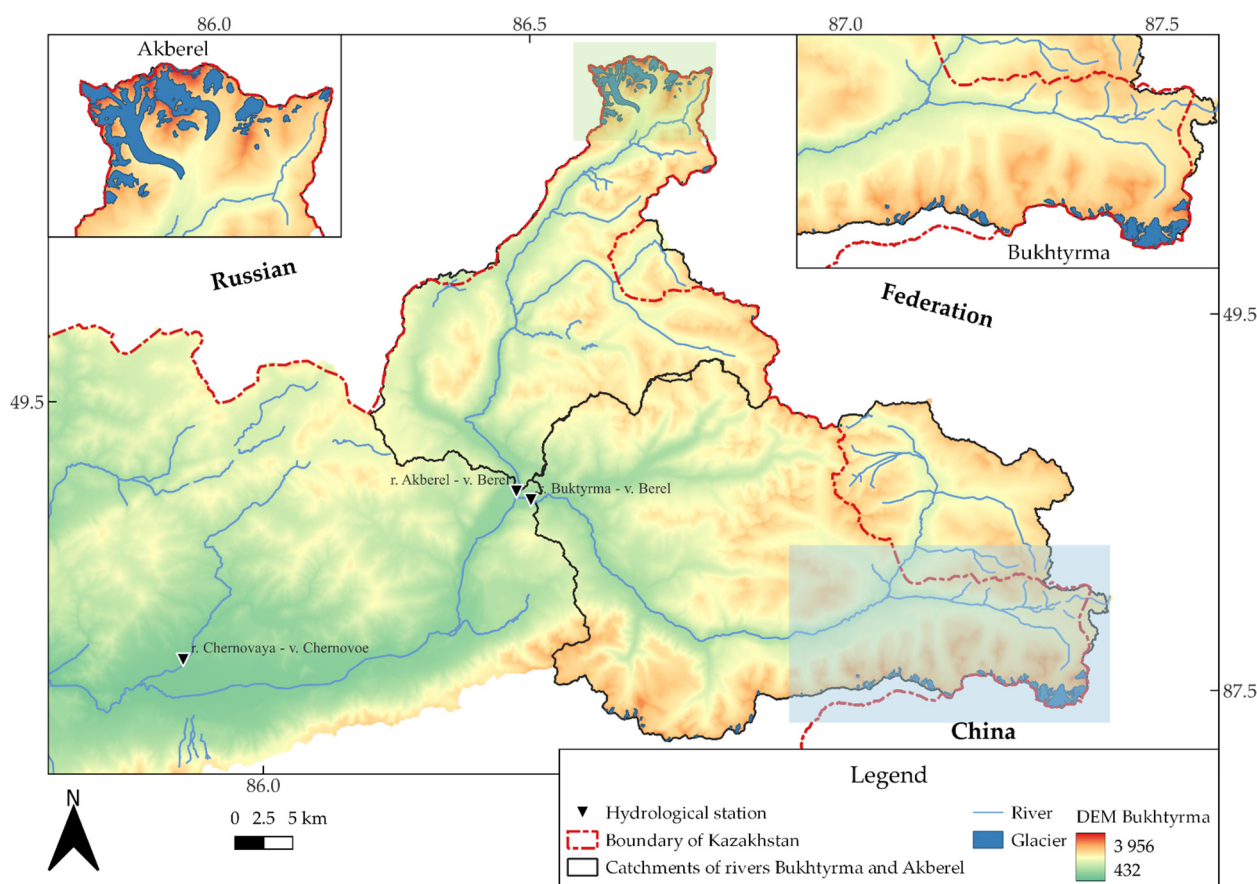 86.0
86.5
87.0
87.5
Akberel
Bukhtyrma
Russian
Federation
49.5
49.5
r. Akberel - v. Berel
r. Buktyrma - v. Berel
r. Chernovaya - v. Chernovoe
87.5
China
86.0
Legend
N
0 2.5 5 km
Hydrological station
River
DEM Bukhtyrma
Boundary of Kazakhstan
Glacier
3 956
Catchments of rivers Bukhtyrma and Akberel
432